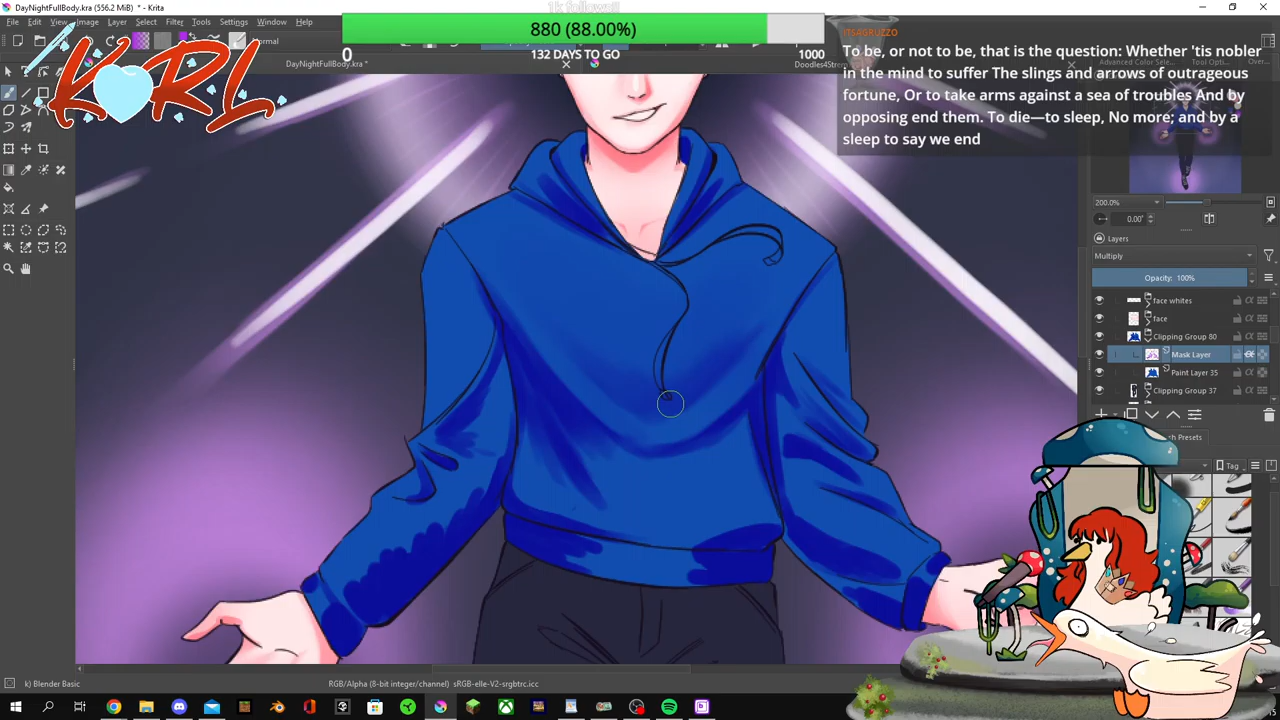 DayNightFullBody.kra (556.2 MiB) * - Krita
File Edit View Image Layer Select Filter Tools Settings Window Help
1k follows!!
880 (88.00%)
0 132 DAYS TO GO 1000
KORL
Normal
DayNightFullBody.kra *
ITSAGRUZZO
To be, or not to be, that is the question: Whether 'tis nobler
in the mind to suffer The slings and arrows of outrageous
fortune, Or to take arms against a sea of troubles And by
opposing end them. To die—to sleep, No more; and by a
sleep to say we end
200.0%
0.00°
Layers
Multiply
Opacity: 100%
face whites
face
Clipping Group 80
Mask Layer
Paint Layer 35
Clipping Group 37
Tag
k) Blender Basic
RGB/Alpha (8-bit integer/channel) sRGB-elle-V2-srgbtrc.icc